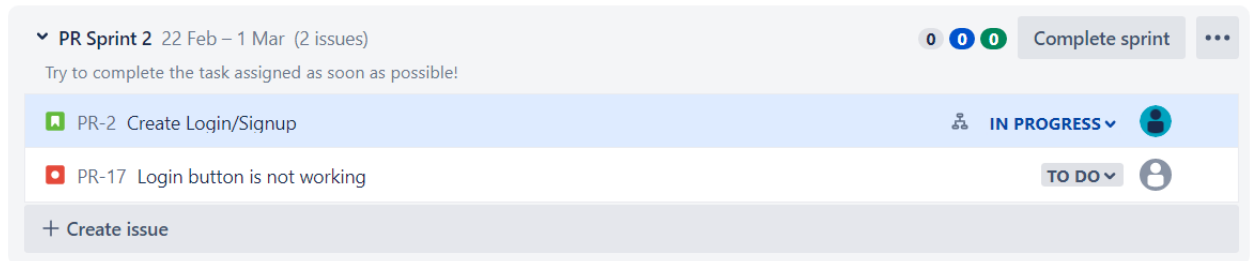 PR Sprint 2 22 Feb – 1 Mar (2 issues) 0 0 0 Complete sprint
Try to complete the task assigned as soon as possible!
PR-2 Create Login/Signup IN PROGRESS
PR-17 Login button is not working TO DO
+ Create issue